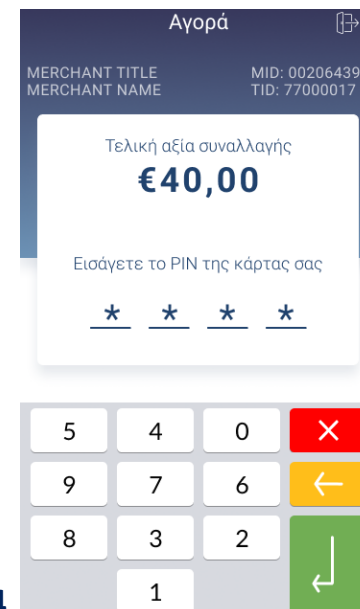 Αγορά
MERCHANT TITLE MID: 00206439
MERCHANT NAME TID: 77000017
Τελική αξία συναλλαγής
€40,00
Εισάγετε το PIN της κάρτας σας
* * * *
5 4 0
9 7 6
8 3 2
1